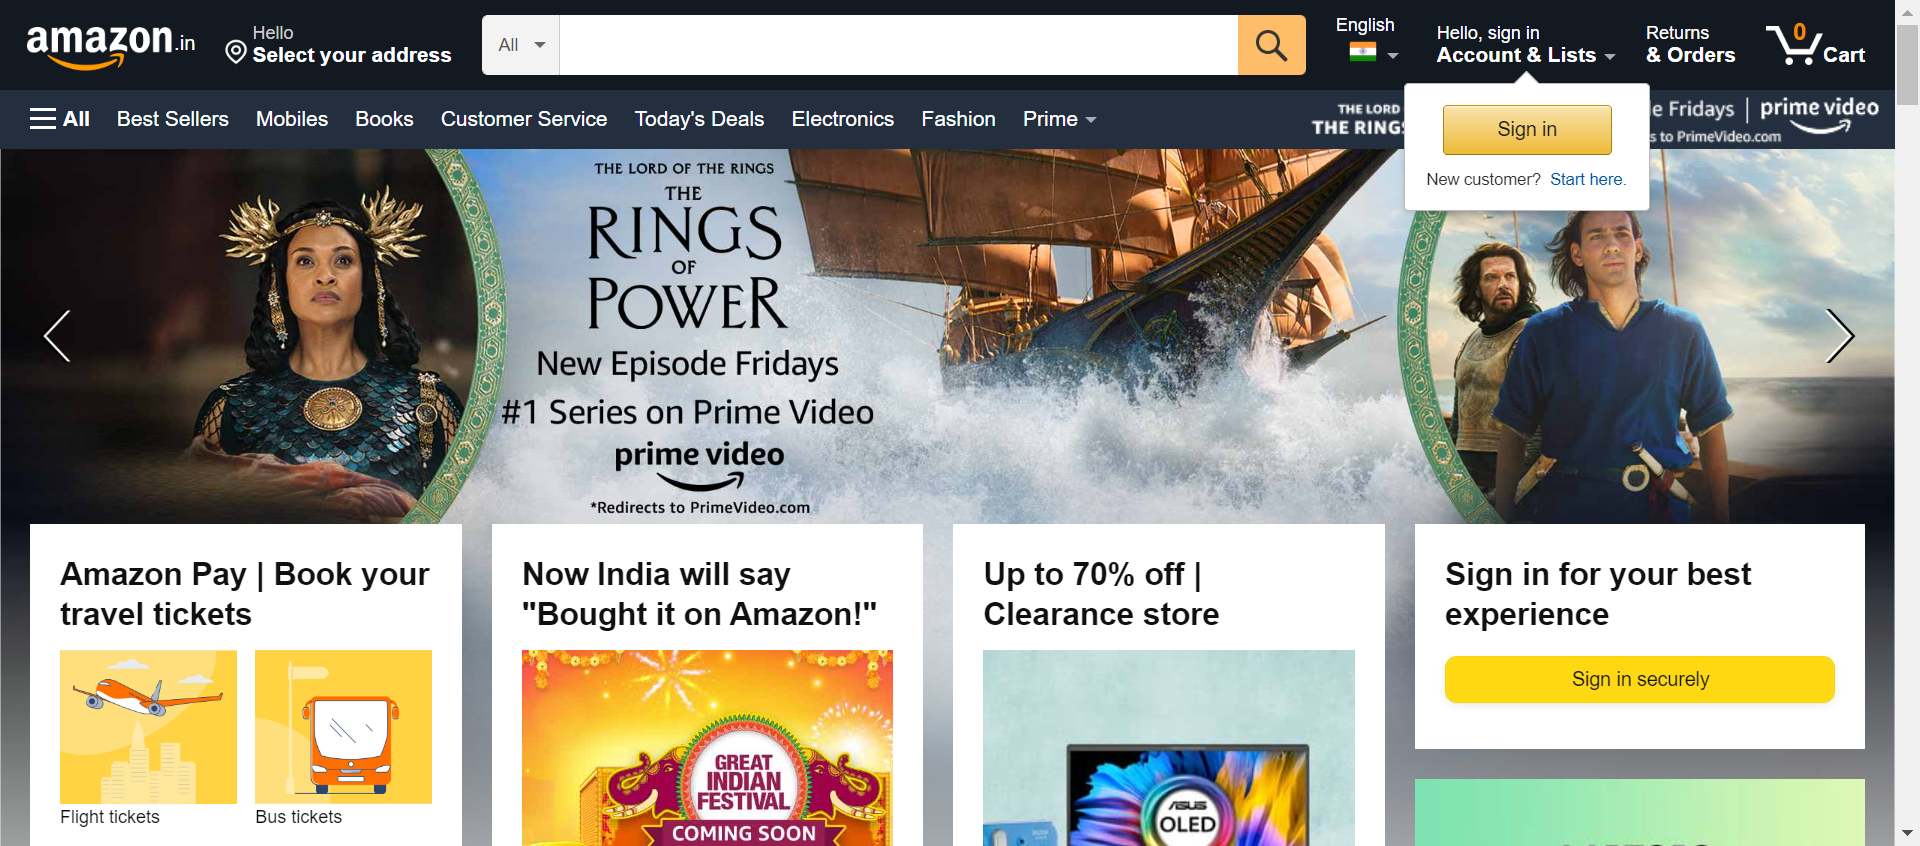 amazon.in
Hello
Select your address
All
English
Hello, sign in
Account & Lists
Returns
& Orders
0
Cart
All
Best Sellers
Mobiles
Books
Customer Service
Today's Deals
Electronics
Fashion
Prime
THE LORD
THE RINGS
Fridays | prime video
s to PrimeVideo.com
Sign in
New customer? Start here.
THE LORD OF THE RINGS
THE
RINGS
OF
POWER
New Episode Fridays
#1 Series on Prime Video
prime video
*Redirects to PrimeVideo.com
Amazon Pay | Book your
travel tickets
Flight tickets
Bus tickets
Now India will say
"Bought it on Amazon!"
GREAT
INDIAN
FESTIVAL
COMING SOON
Up to 70% off |
Clearance store
ASUS
OLED
Sign in for your best
experience
Sign in securely